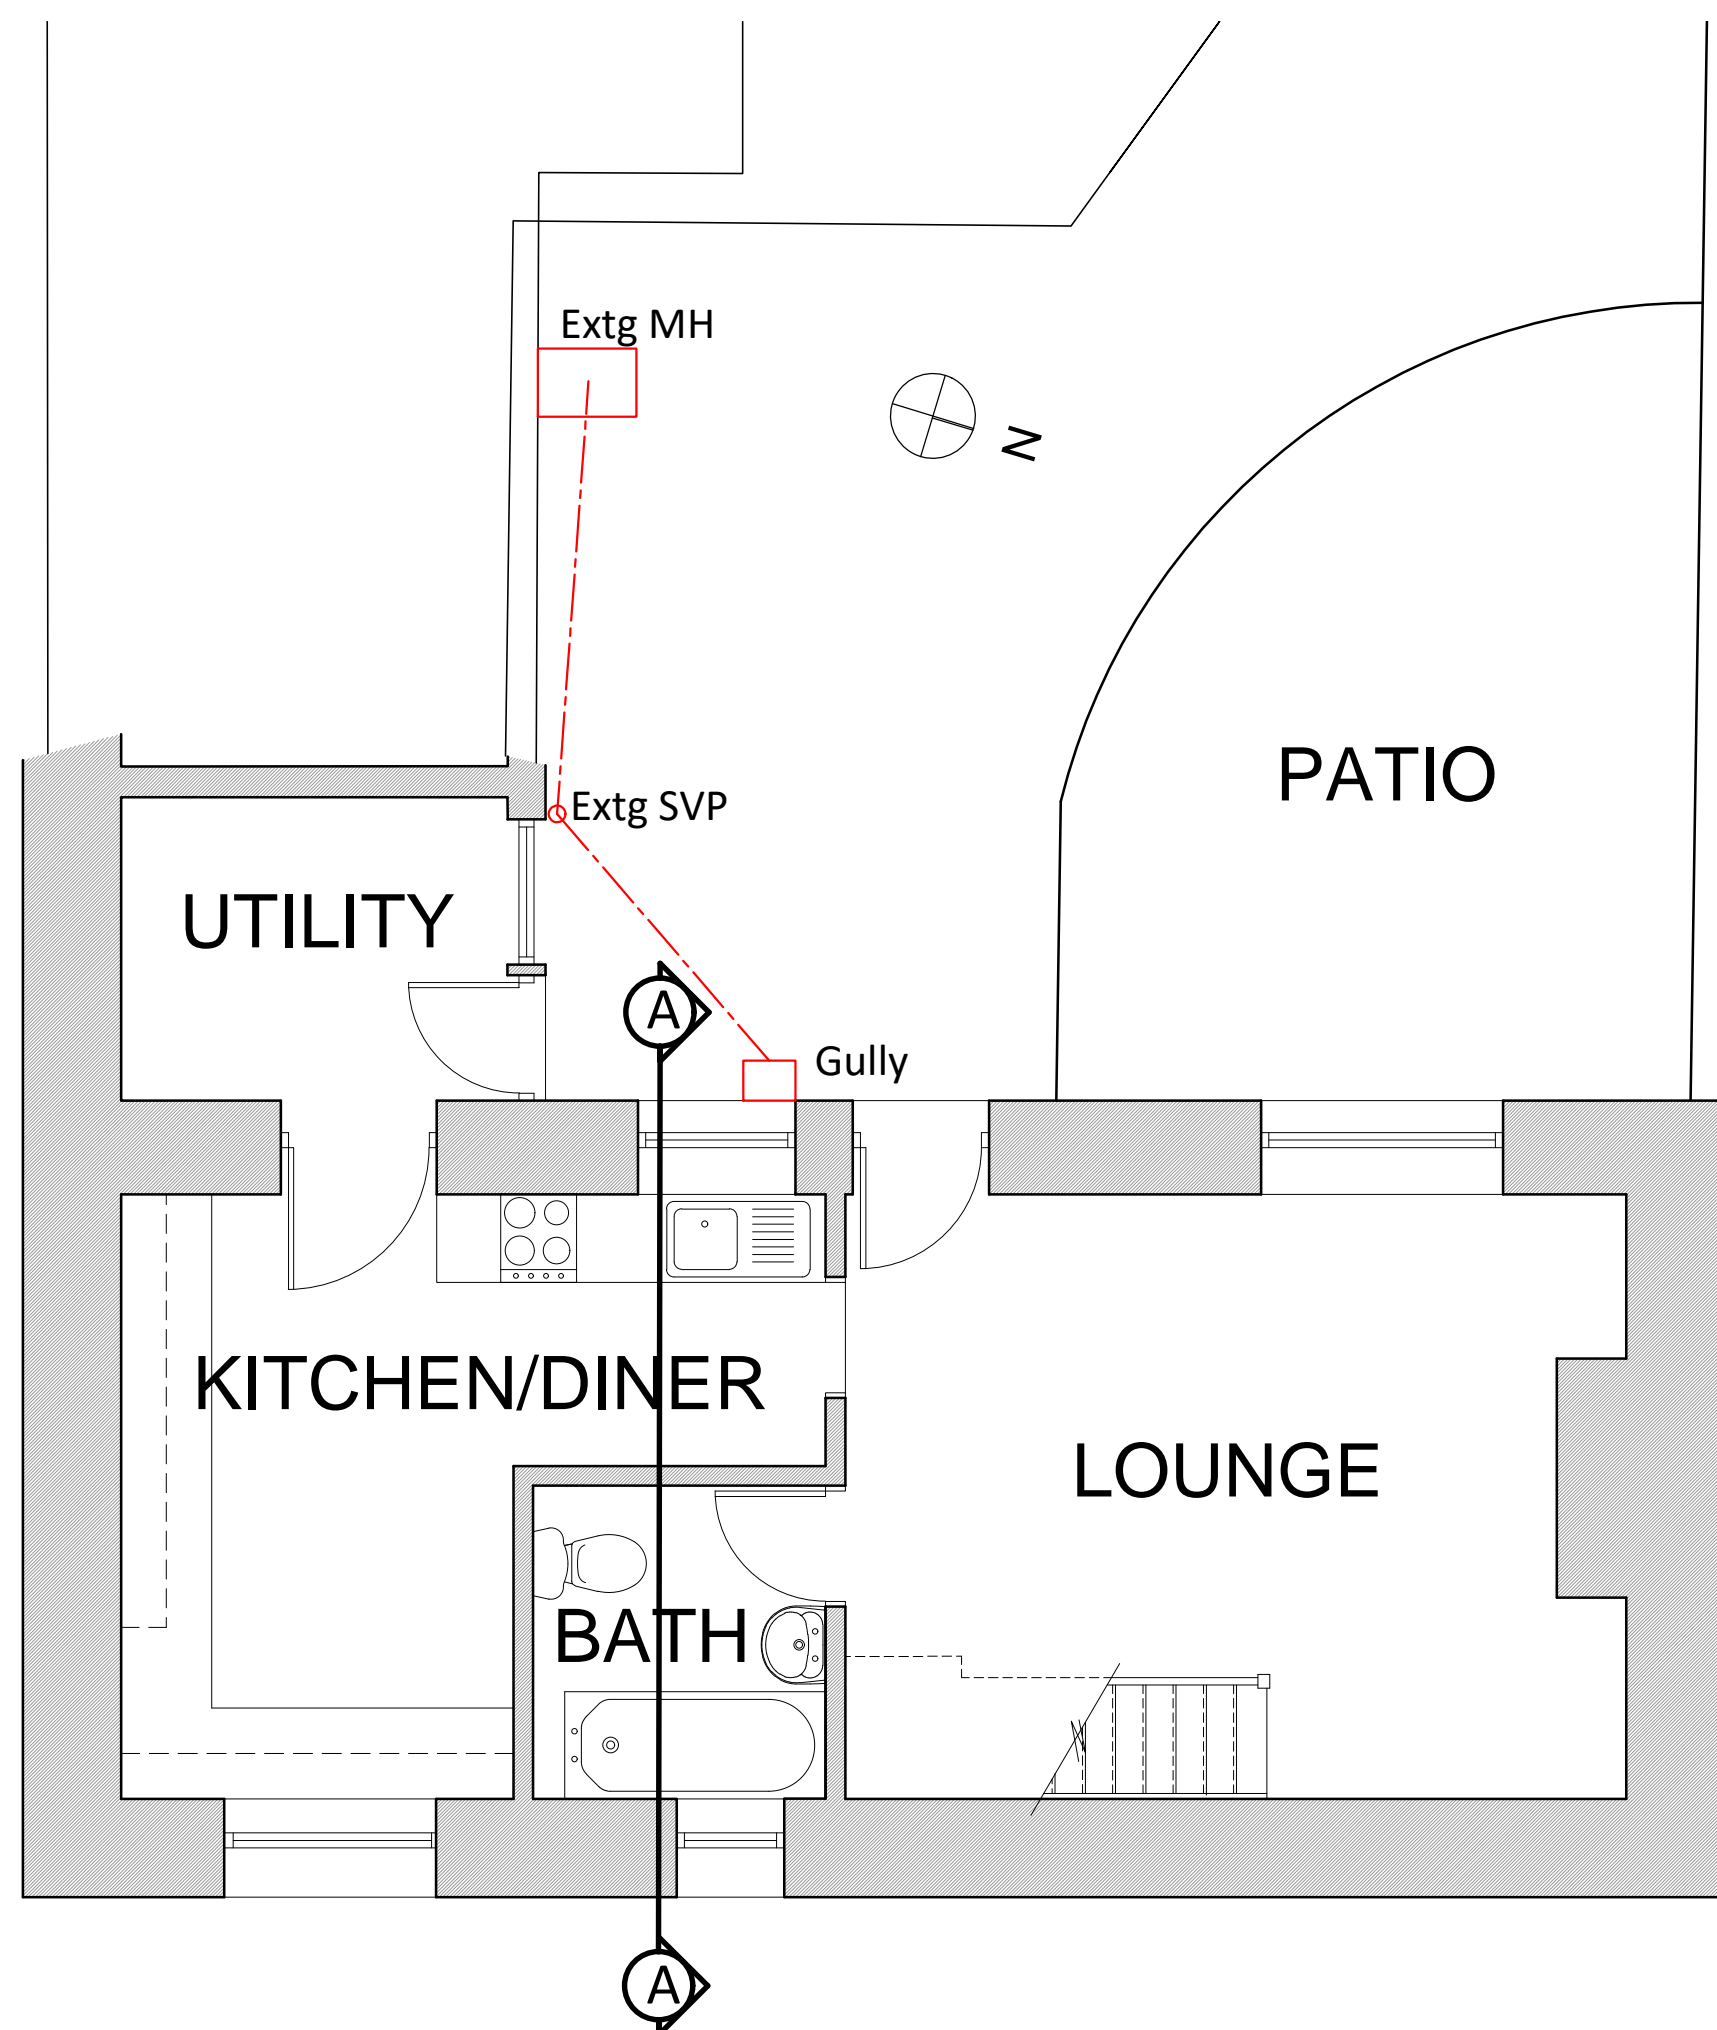 Extg MH
N
PATIO
Extg SVP
UTILITY
A
Gully
KITCHEN/DINER
LOUNGE
BATH
A